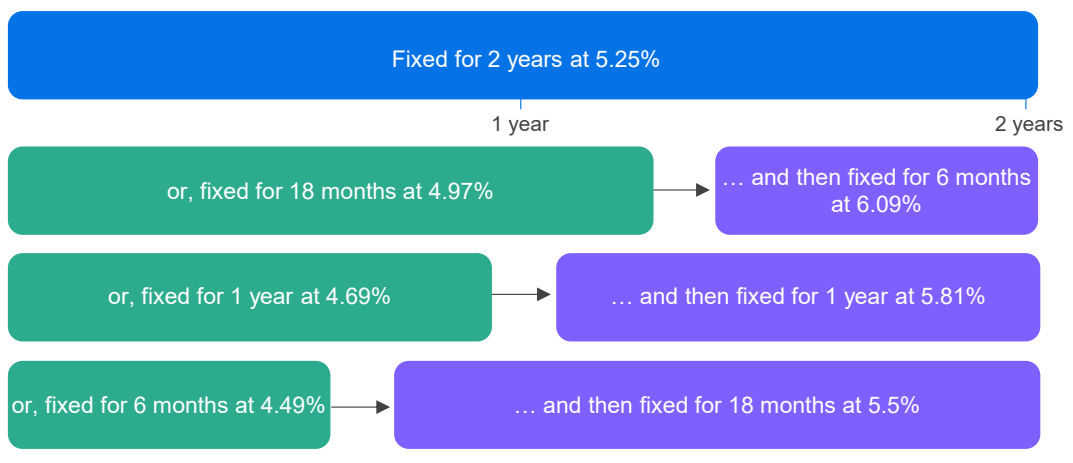 Fixed for 2 years at 5.25%
1 year
2 years
or, fixed for 18 months at 4.97%
… and then fixed for 6 months
at 6.09%
or, fixed for 1 year at 4.69%
… and then fixed for 1 year at 5.81%
or, fixed for 6 months at 4.49%
… and then fixed for 18 months at 5.5%